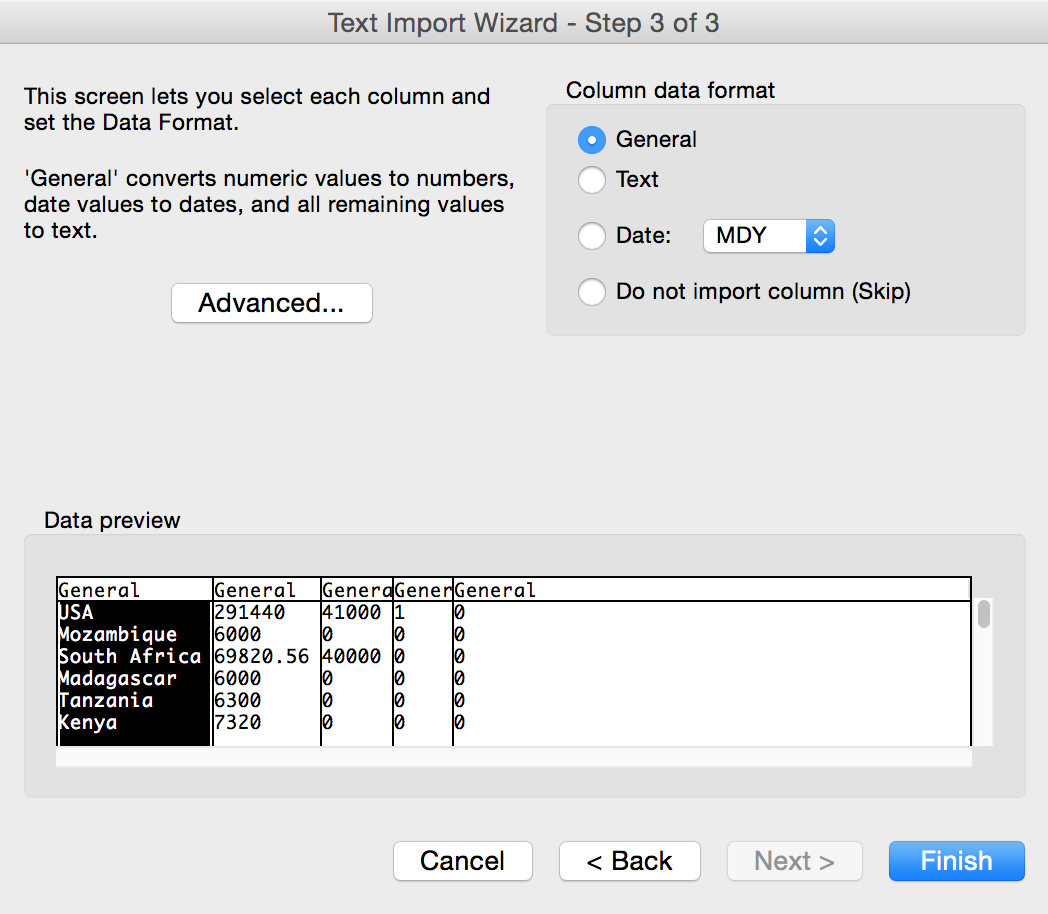 Text Import Wizard - Step 3 of 3
This screen lets you select each column and
set the Data Format.
'General' converts numeric values to numbers,
date values to dates, and all remaining values
to text.
Advanced...
Column data format
General
Text
Date: MDY
Do not import column (Skip)
Data preview
General General Genera Gener General
USA 291440 41000 1 0
Mozambique 6000 0 0 0
South Africa 69820.56 40000 0 0
Madagascar 6000 0 0 0
Tanzania 6300 0 0 0
Kenya 7320 0 0 0
Cancel < Back Next > Finish